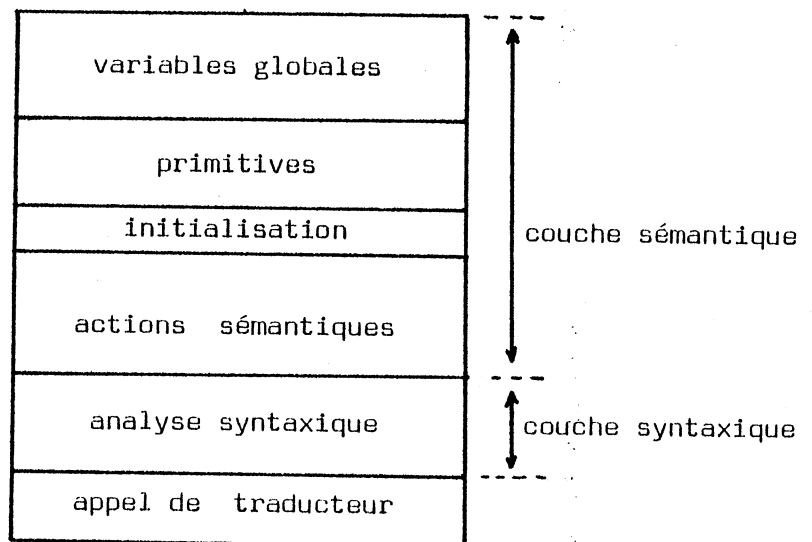 variables globales
primitives
initialisation
couche sémantique
actions sémantiques
analyse syntaxique
couche syntaxique
appel de traducteur